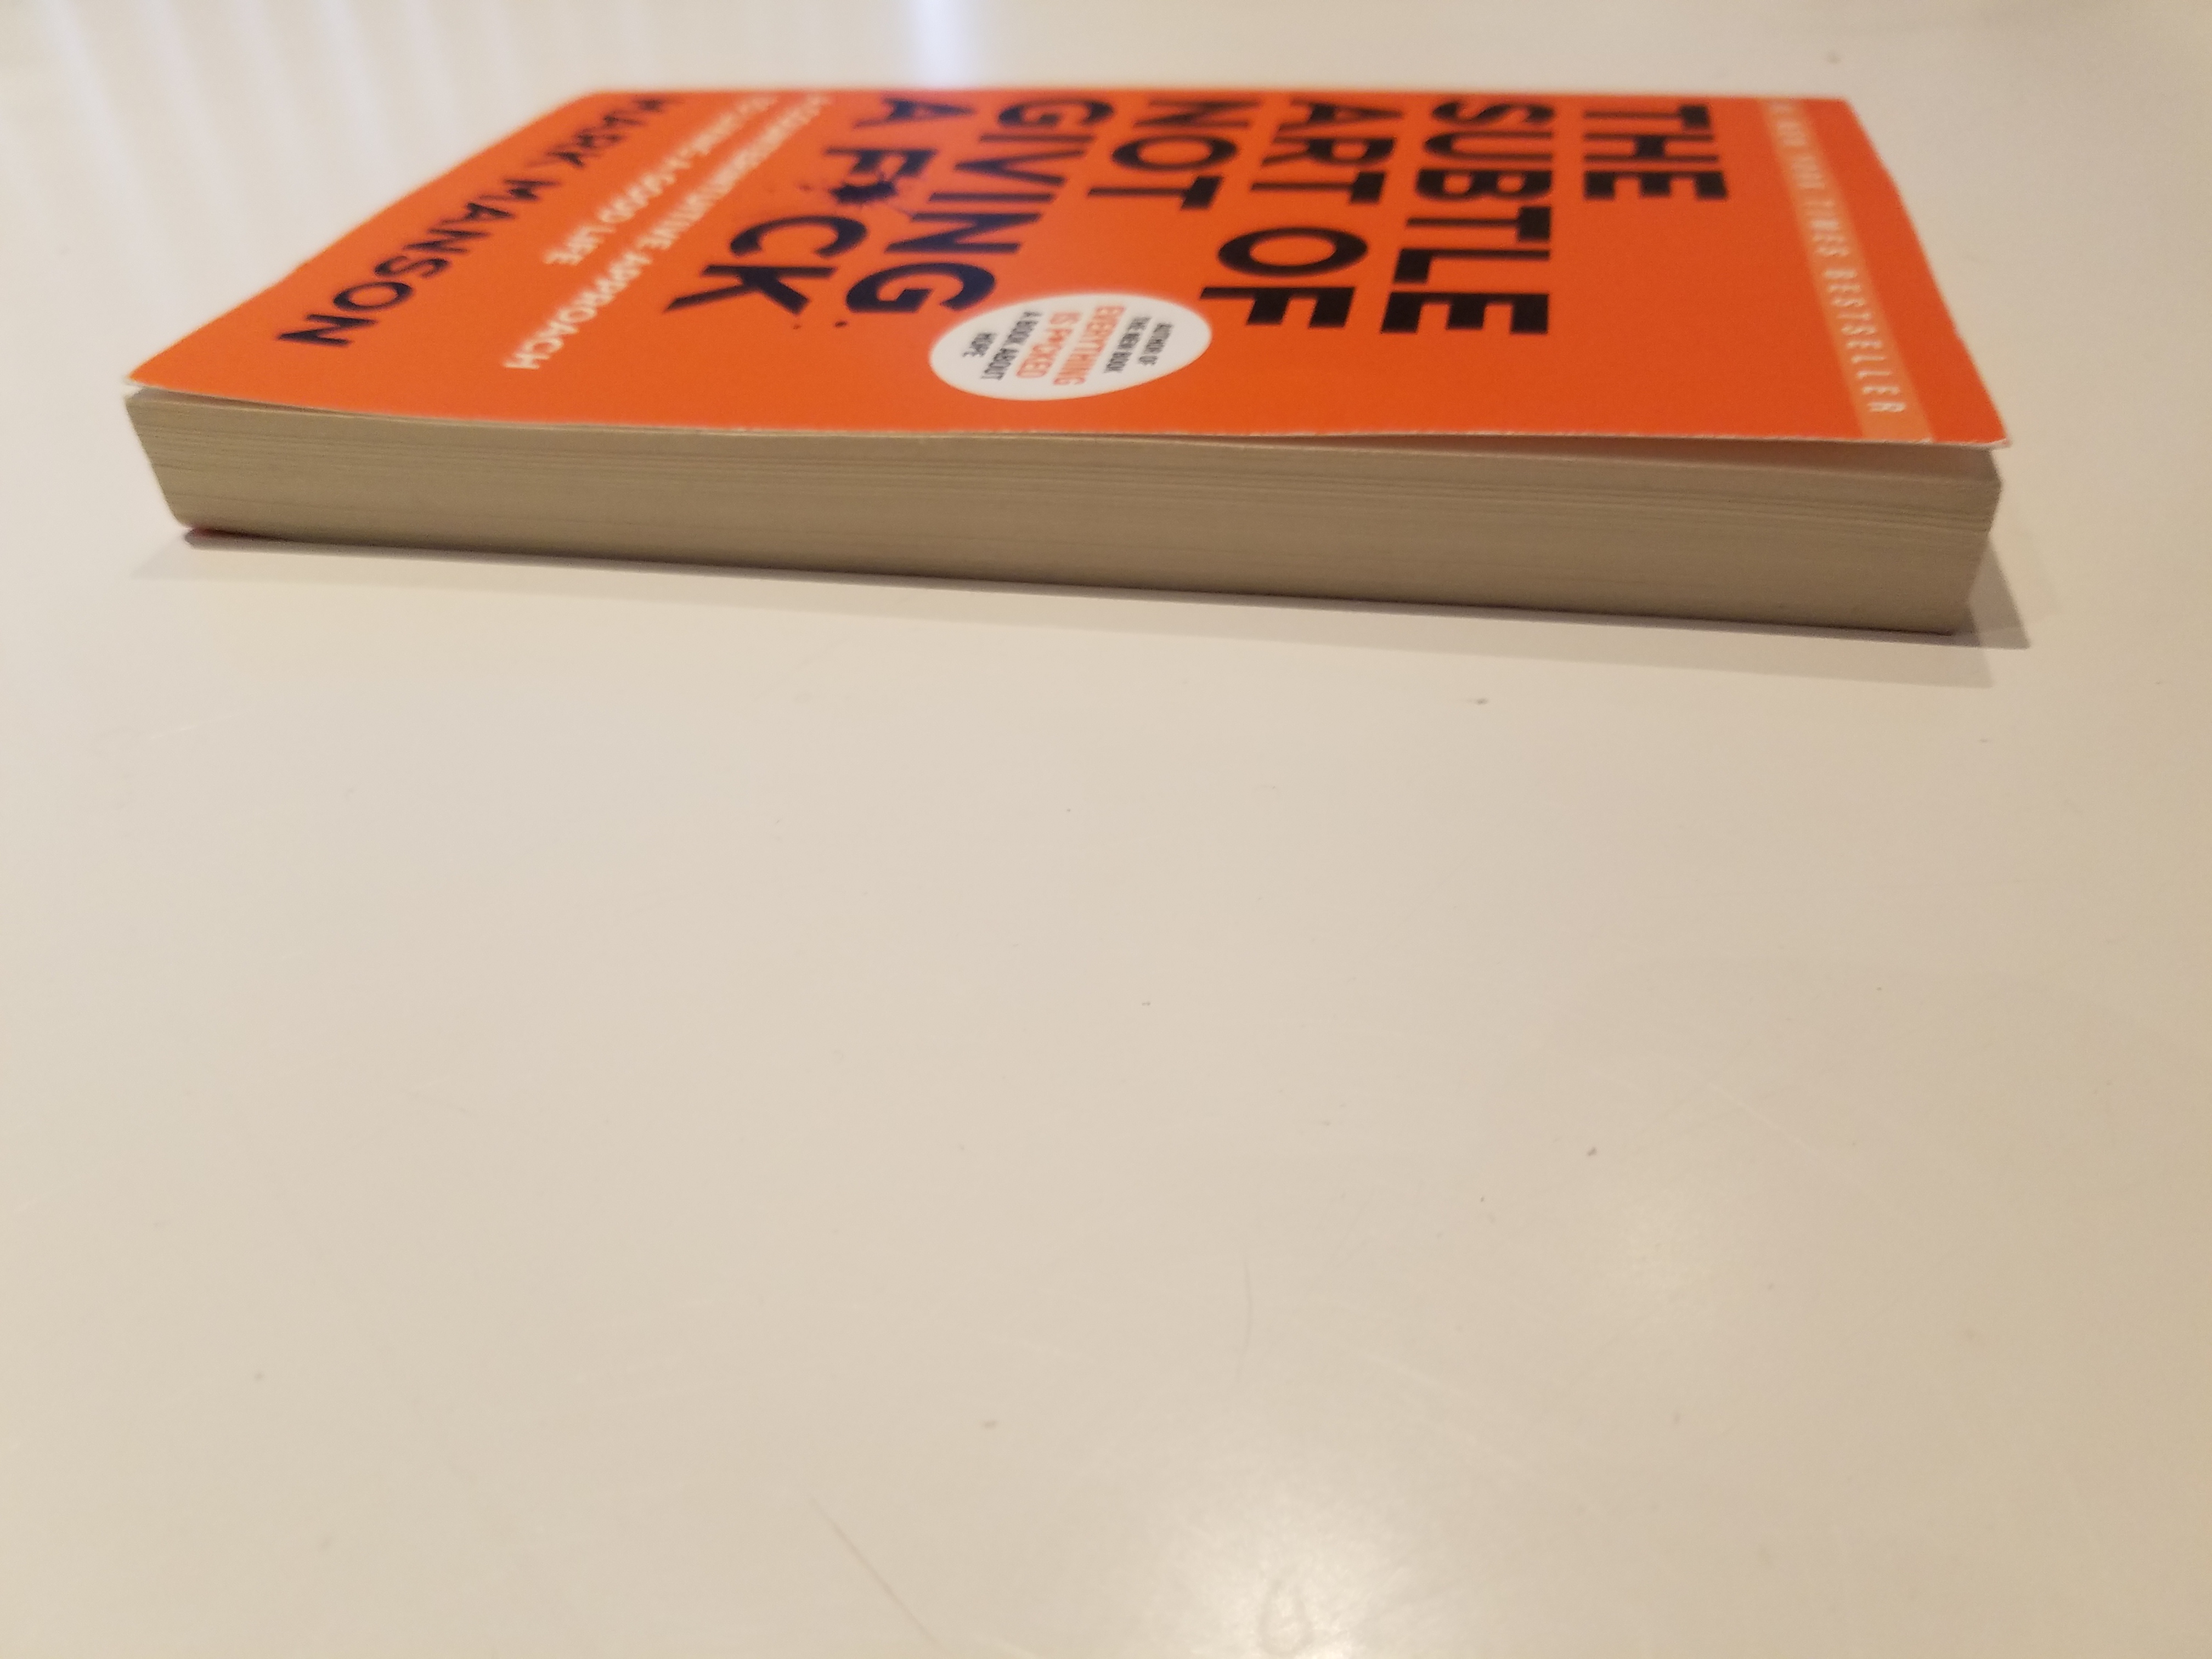 A NEW YORK TIMES BESTSELLER
THE
SUBTLE
ART OF
NOT
GIVING
A F CK
AUTHOR OF
THE NEW BOOK
EVERYTHING
IS F*CKED
A BOOK ABOUT
HOPE
A COUNTERINTUITIVE APPROACH
TO LIVING A GOOD LIFE
MARK MANSON